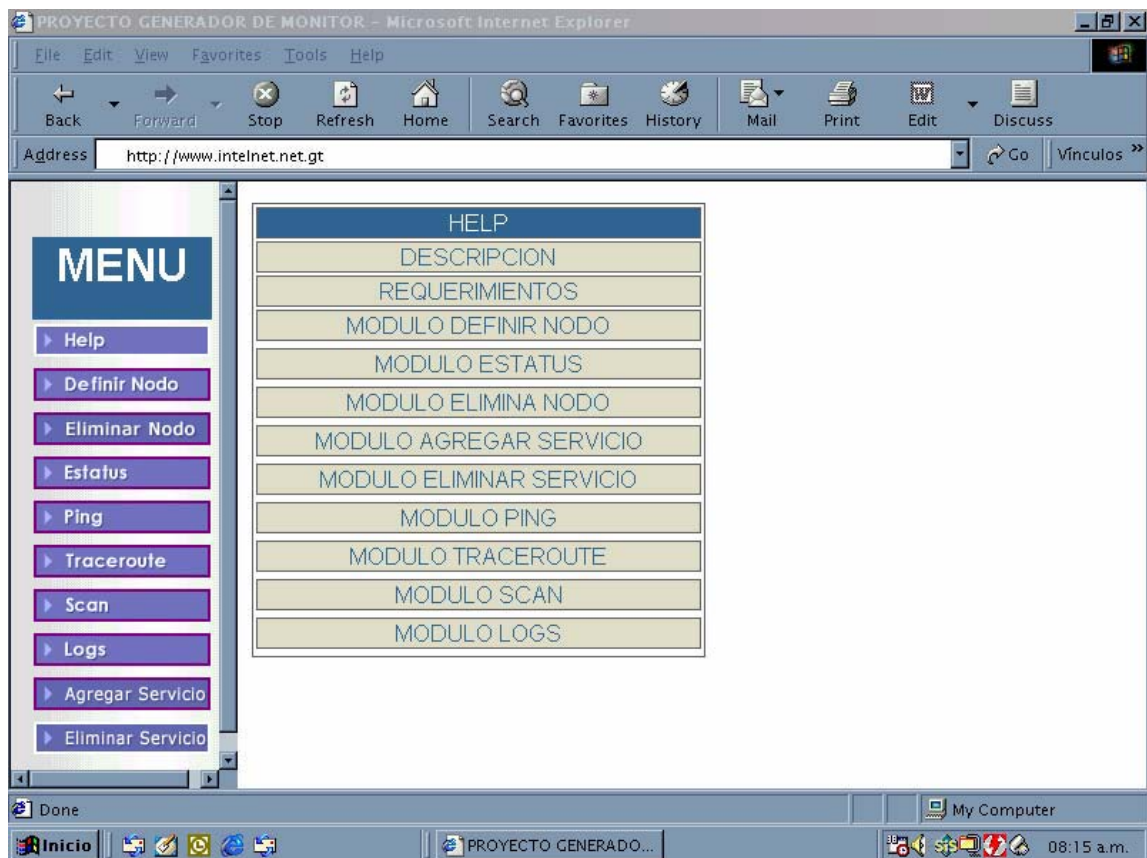 PROYECTO GENERADOR DE MONITOR - Microsoft Internet Explorer
File Edit View Favorites Tools Help
Back Forward Stop Refresh Home Search Favorites History Mail Print Edit Discuss
Address http://www.intelnet.net.gt Go Vínculos »
MENU
Help
Definir Nodo
Eliminar Nodo
Estatus
Ping
Traceroute
Scan
Logs
Agregar Servicio
Eliminar Servicio
HELP
DESCRIPCION
REQUERIMIENTOS
MODULO DEFINIR NODO
MODULO ESTATUS
MODULO ELIMINA NODO
MODULO AGREGAR SERVICIO
MODULO ELIMINAR SERVICIO
MODULO PING
MODULO TRACEROUTE
MODULO SCAN
MODULO LOGS
Done My Computer
Inicio PROYECTO GENERADO... sis 08:15 a.m.